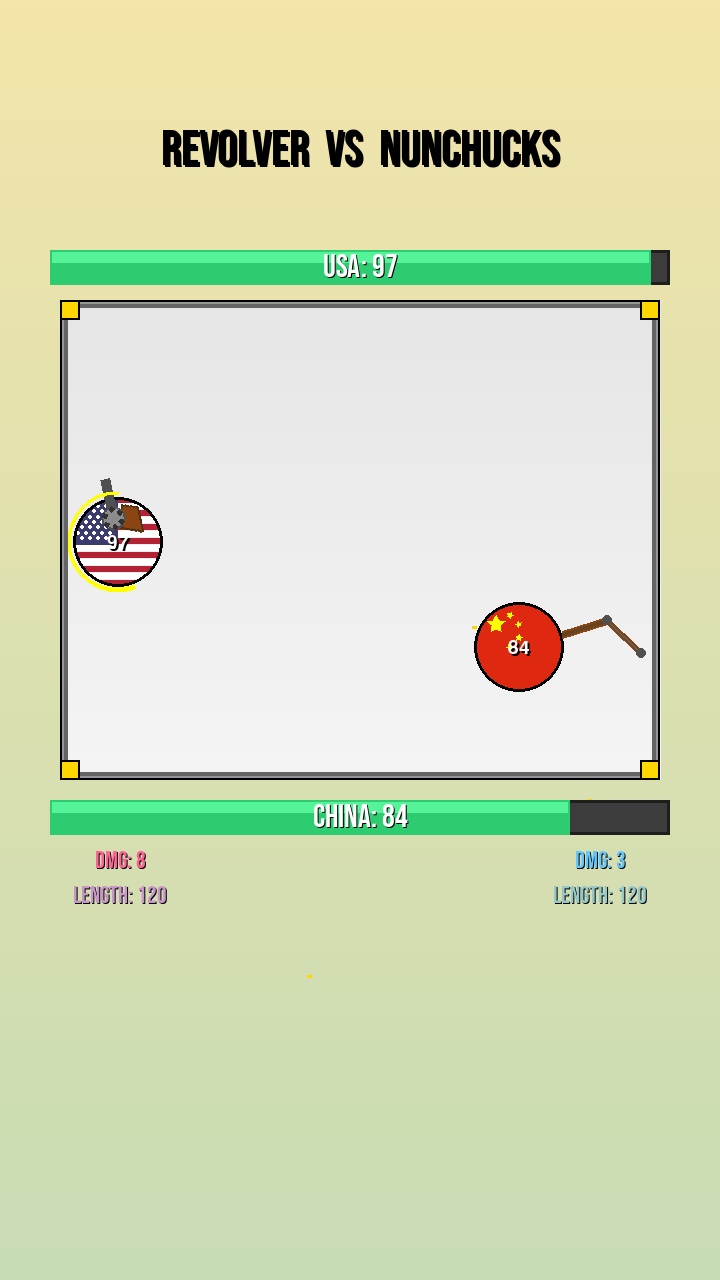 REVOLVER VS NUNCHUCKS
USA: 97
97
84
CHINA: 84
DMG: 8
DMG: 3
LENGTH: 120
LENGTH: 120